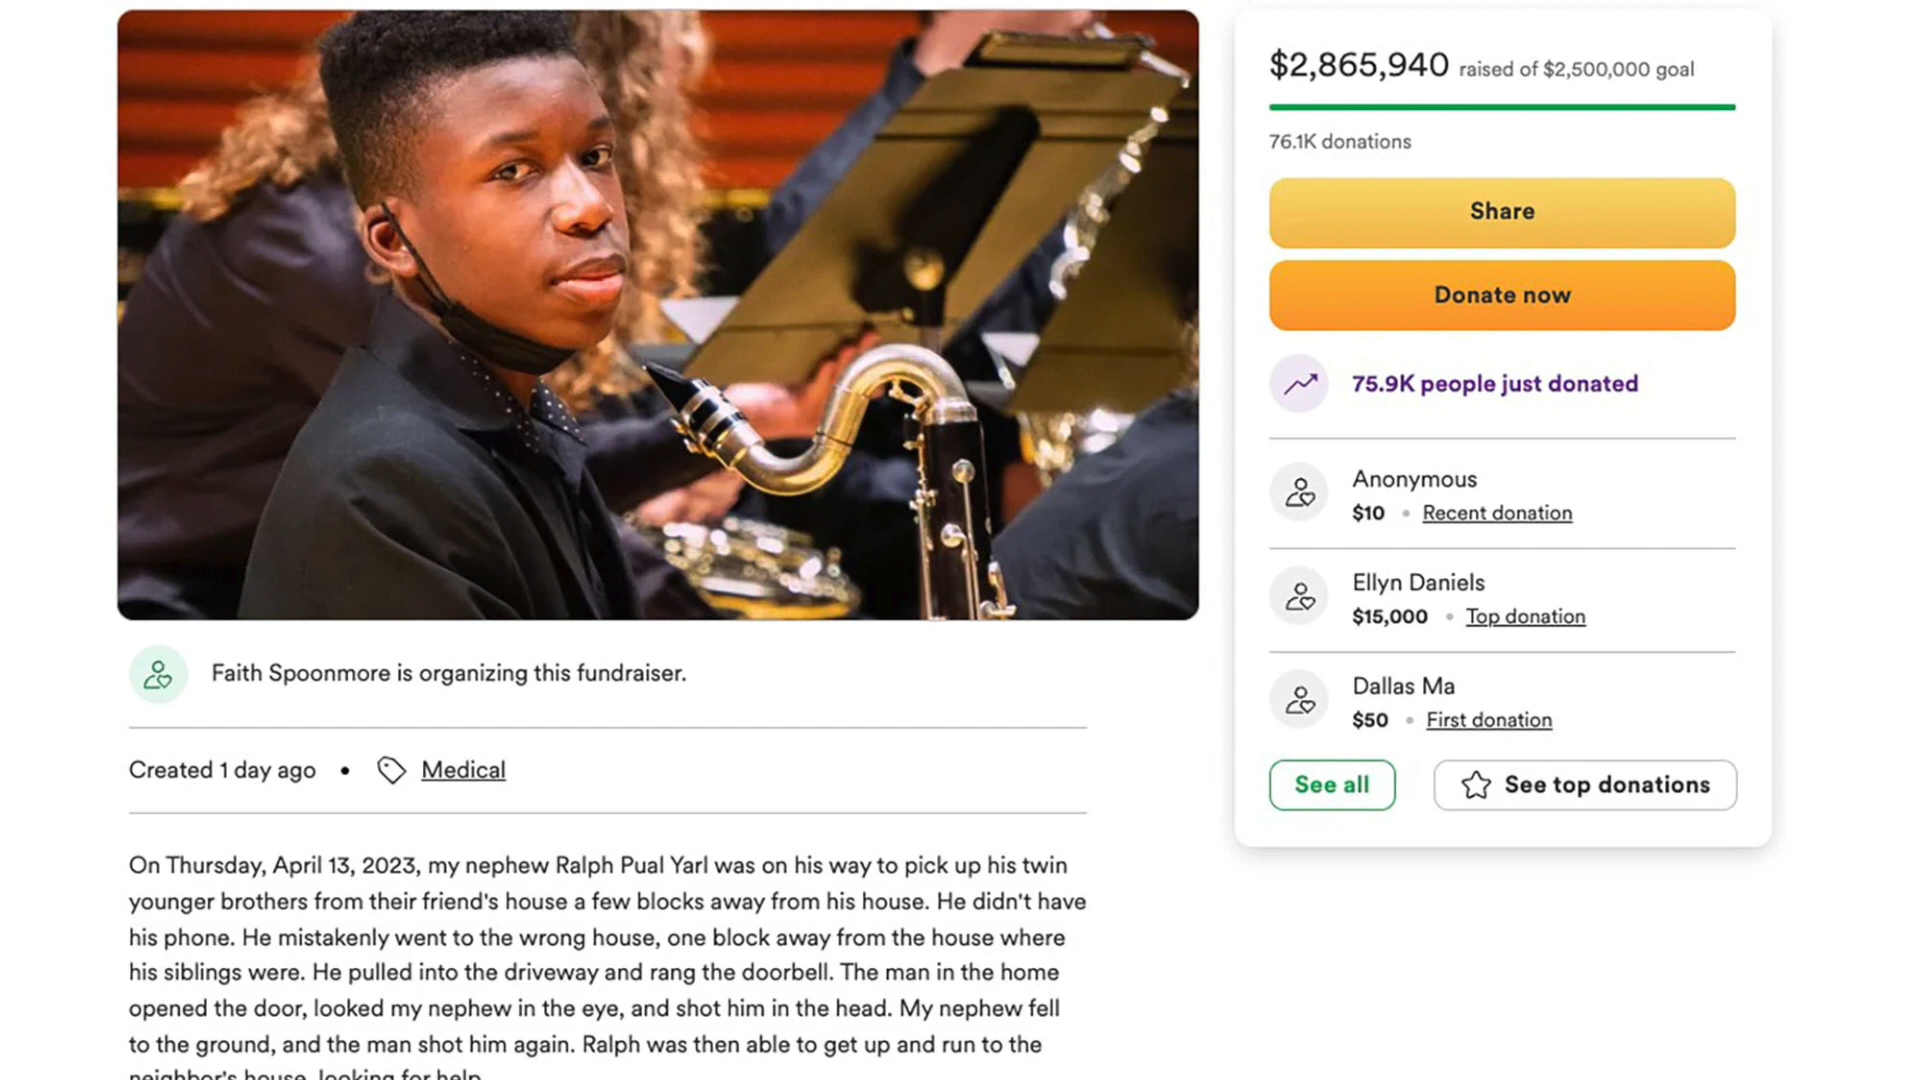 $2,865,940 raised of $2,500,000 goal
76.1K donations
Share
Donate now
75.9K people just donated
Anonymous
$10 • Recent donation
Ellyn Daniels
$15,000 • Top donation
Dallas Ma
$50 • First donation
See all
See top donations
Faith Spoonmore is organizing this fundraiser.
Created 1 day ago • Medical
On Thursday, April 13, 2023, my nephew Ralph Pual Yarl was on his way to pick up his twin
younger brothers from their friend's house a few blocks away from his house. He didn't have
his phone. He mistakenly went to the wrong house, one block away from the house where
his siblings were. He pulled into the driveway and rang the doorbell. The man in the home
opened the door, looked my nephew in the eye, and shot him in the head. My nephew fell
to the ground, and the man shot him again. Ralph was then able to get up and run to the
neighbor's house, looking for help.